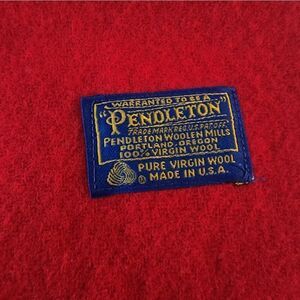 WARRANTED TO BE A
"PENDLETON"
TRADE MARK REG. U.S. PAT. OFF.
PENDLETON WOOLEN MILLS
PORTLAND, OREGON
100% VIRGIN WOOL
PURE VIRGIN WOOL
MADE IN U.S.A.